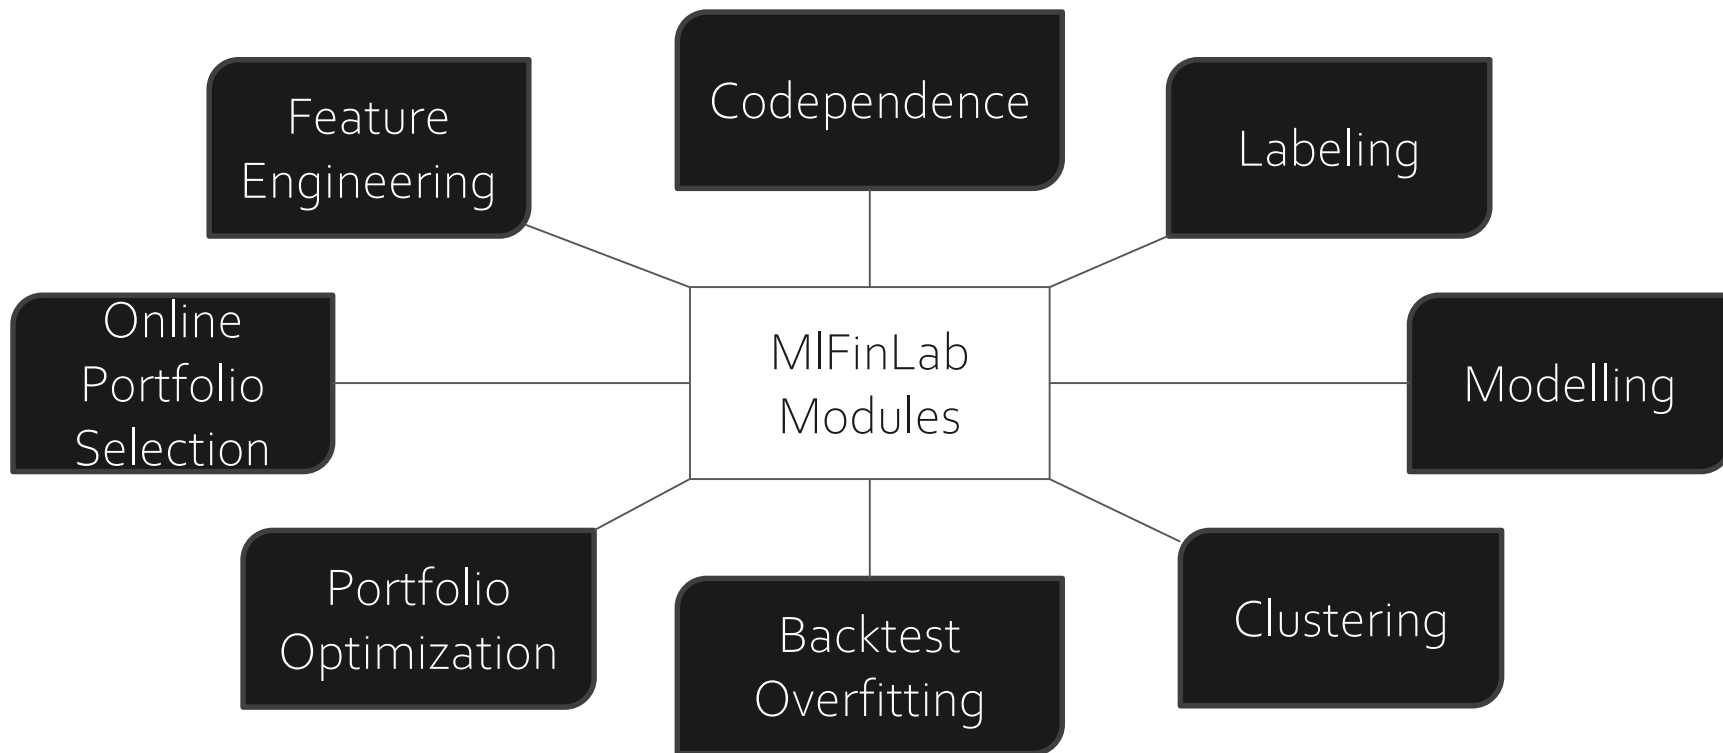 Codependence
Feature
Engineering
Labeling
Online
Portfolio
Selection
MlFinLab
Modules
Modelling
Portfolio
Optimization
Backtest
Overfitting
Clustering